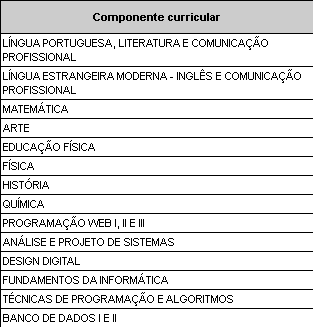 Componente curricular
LÍNGUA PORTUGUESA, LITERATURA E COMUNICAÇÃO
PROFISSIONAL
LÍNGUA ESTRANGEIRA MODERNA - INGLÊS E COMUNICAÇÃO
PROFISSIONAL
MATEMÁTICA
ARTE
EDUCAÇÃO FÍSICA
FÍSICA
HISTÓRIA
QUÍMICA
PROGRAMAÇÃO WEB I, II E III
ANÁLISE E PROJETO DE SISTEMAS
DESIGN DIGITAL
FUNDAMENTOS DA INFORMÁTICA
TÉCNICAS DE PROGRAMAÇÃO E ALGORITMOS
BANCO DE DADOS I E II